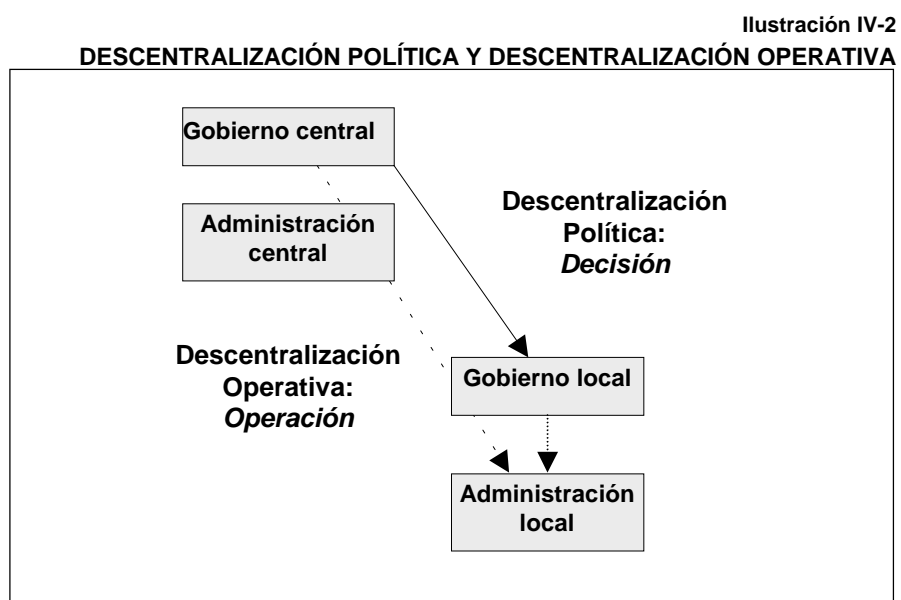 Ilustración IV-2
DESCENTRALIZACIÓN POLÍTICA Y DESCENTRALIZACIÓN OPERATIVA
Gobierno central
Administración
central
Descentralización
Política:
Decisión
Descentralización
Operativa:
Operación
Gobierno local
Administración
local